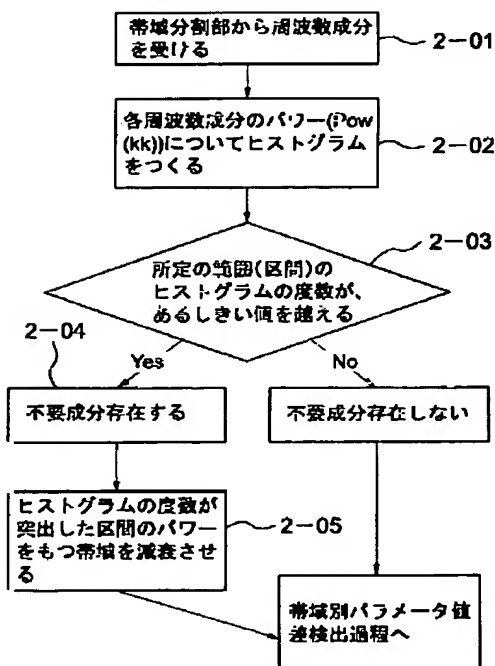 帯域分割部から周波数成分
を受ける
2-01
各周波数成分のパワー(Pow
(kk))についてヒストグラム
をつくる
2-02
2-03
所定の範囲(区間)の
ヒストグラムの度数が、
あるしきい値を越える
2-04
Yes
No
不要成分存在する
不要成分存在しない
ヒストグラムの度数が
突出した区間のパワー
をもつ帯域を減衰させ
る
2-05
帯域別パラメータ値
差検出過程へ